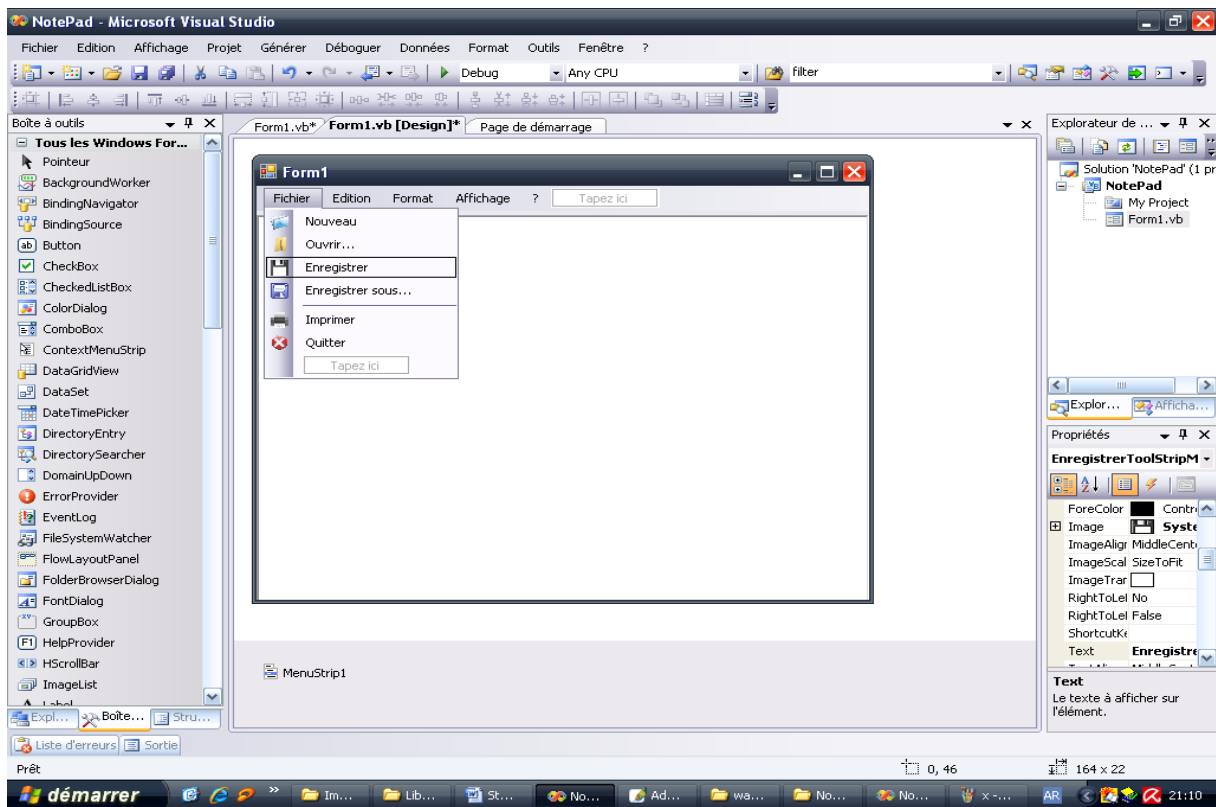 NotePad - Microsoft Visual Studio
Fichier Edition Affichage Projet Générer Déboguer Données Format Outils Fenêtre ?
Debug Any CPU filter
Boîte à outils
Tous les Windows For...
Pointeur
BackgroundWorker
BindingNavigator
BindingSource
Button
CheckBox
CheckedListBox
ColorDialog
ComboBox
ContextMenuStrip
DataGridView
DataSet
DateTimePicker
DirectoryEntry
DirectorySearcher
DomainUpDown
ErrorProvider
EventLog
FileSystemWatcher
FlowLayoutPanel
FolderBrowserDialog
FontDialog
GroupBox
HelpProvider
HScrollBar
ImageList
Label
Expl... Boîte... Stru...
Form1.vb* Form1.vb [Design]* Page de démarrage
Form1
Fichier Edition Format Affichage ? Tapez ici
Nouveau
Ouvrir...
Enregistrer
Enregistrer sous...
Imprimer
Quitter
Tapez ici
MenuStrip1
Explorateur de ...
Solution 'NotePad' (1 pr
NotePad
My Project
Form1.vb
Explor... Afficha...
Propriétés
EnregistrerToolStripM
ForeColor Contr
Image Syste
ImageAligr MiddleCent
ImageScal SizeToFit
ImageTrar
RightToLef No
RightToLef False
ShortcutKe
Text Enregistre
Text
Le texte à afficher sur
l'élément.
Liste d'erreurs Sortie
Prêt 0, 46 164 x 22
démarrer Im... Lib... St... No... Ad... wa... No... No... x -... AR 21:10